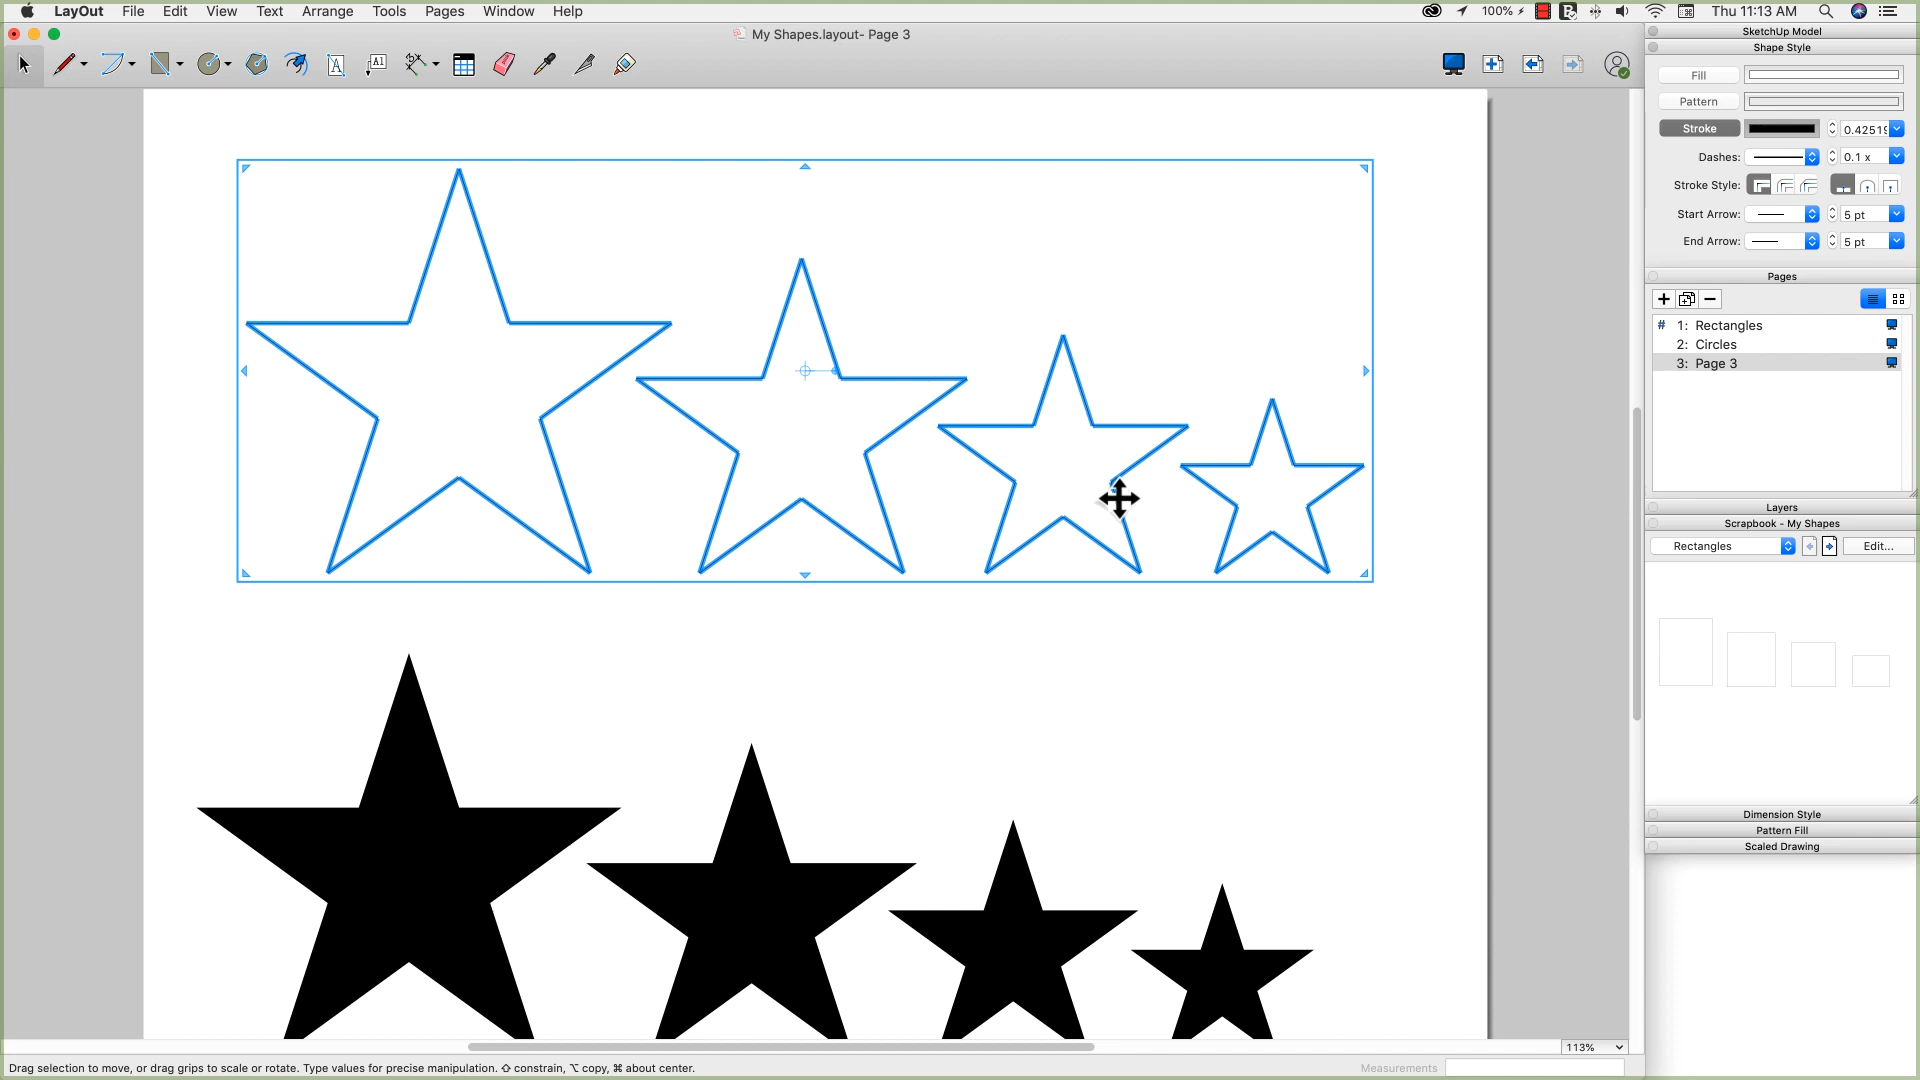 LayOut File Edit View Text Arrange Tools Pages Window Help 100% Thu 11:13 AM
My Shapes.layout- Page 3
SketchUp Model
Shape Style
Fill
Pattern
Stroke 0.42519
Dashes: 0.1 x
Stroke Style:
Start Arrow: 5 pt
End Arrow: 5 pt
Pages
# 1: Rectangles
2: Circles
3: Page 3
Layers
Scrapbook - My Shapes
Rectangles Edit...
Dimension Style
Pattern Fill
Scaled Drawing
113%
Drag selection to move, or drag grips to scale or rotate. Type values for precise manipulation. ⇧ constrain, ⌥ copy, ⌘ about center. Measurements